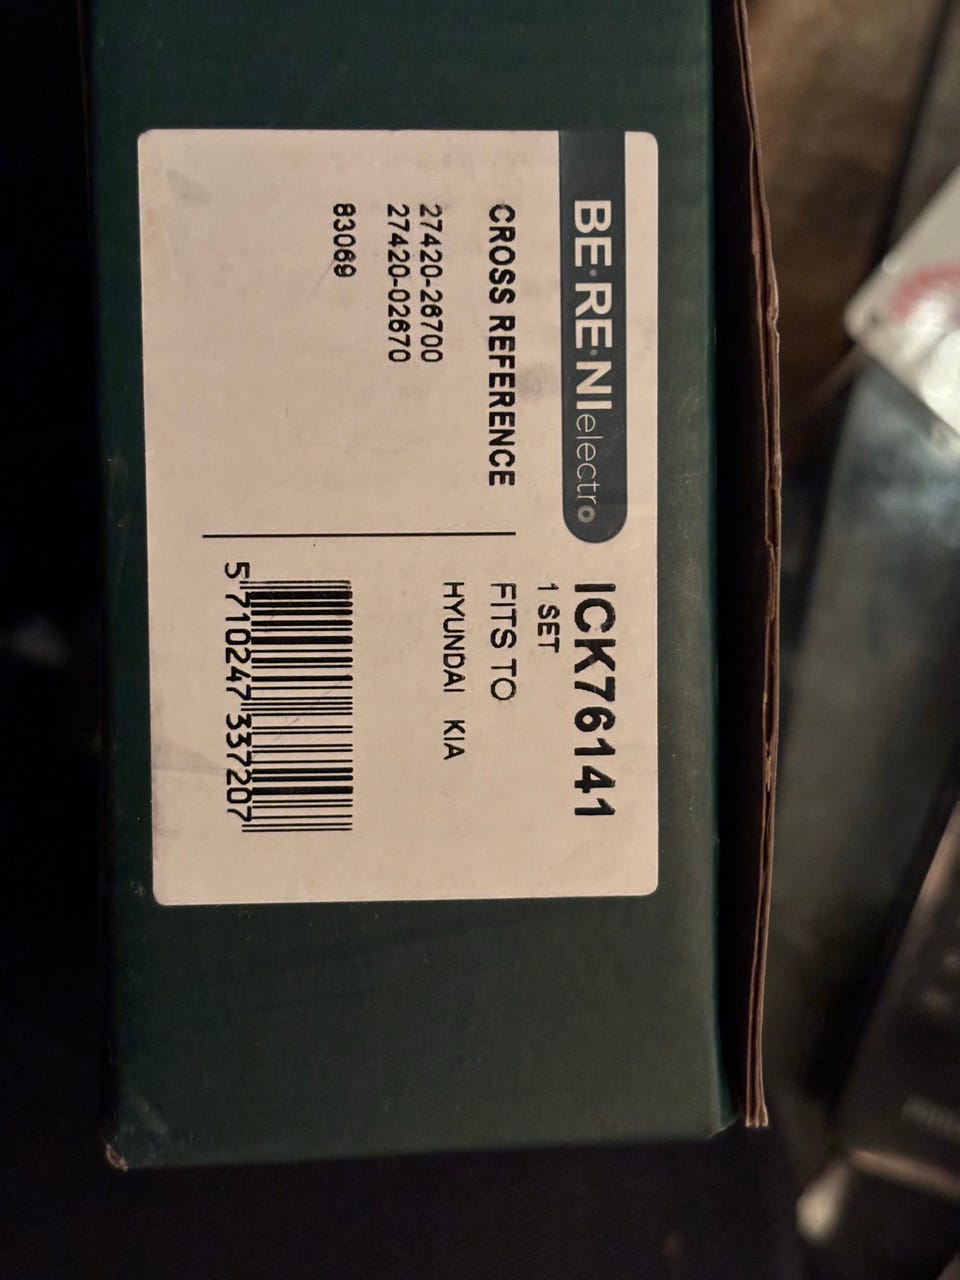 BE·RE·NI electro
CROSS REFERENCE
27420-26700
27420-02670
83069
ICK76141
1 SET
FITS TO
HYUNDAI KIA
5 710247 337207